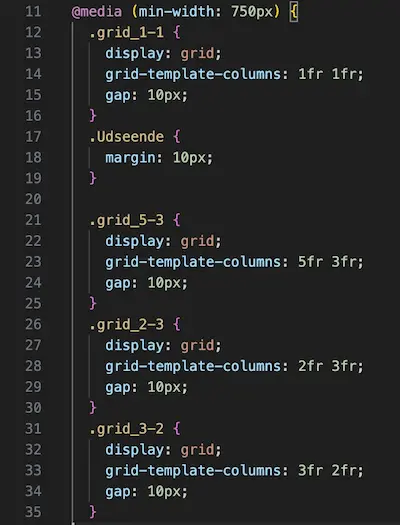 11 @media (min-width: 750px) {
12 .grid_1-1 {
13 display: grid;
14 grid-template-columns: 1fr 1fr;
15 gap: 10px;
16 }
17 .Udseende {
18 margin: 10px;
19 }
20
21 .grid_5-3 {
22 display: grid;
23 grid-template-columns: 5fr 3fr;
24 gap: 10px;
25 }
26 .grid_2-3 {
27 display: grid;
28 grid-template-columns: 2fr 3fr;
29 gap: 10px;
30 }
31 .grid_3-2 {
32 display: grid;
33 grid-template-columns: 3fr 2fr;
34 gap: 10px;
35 }